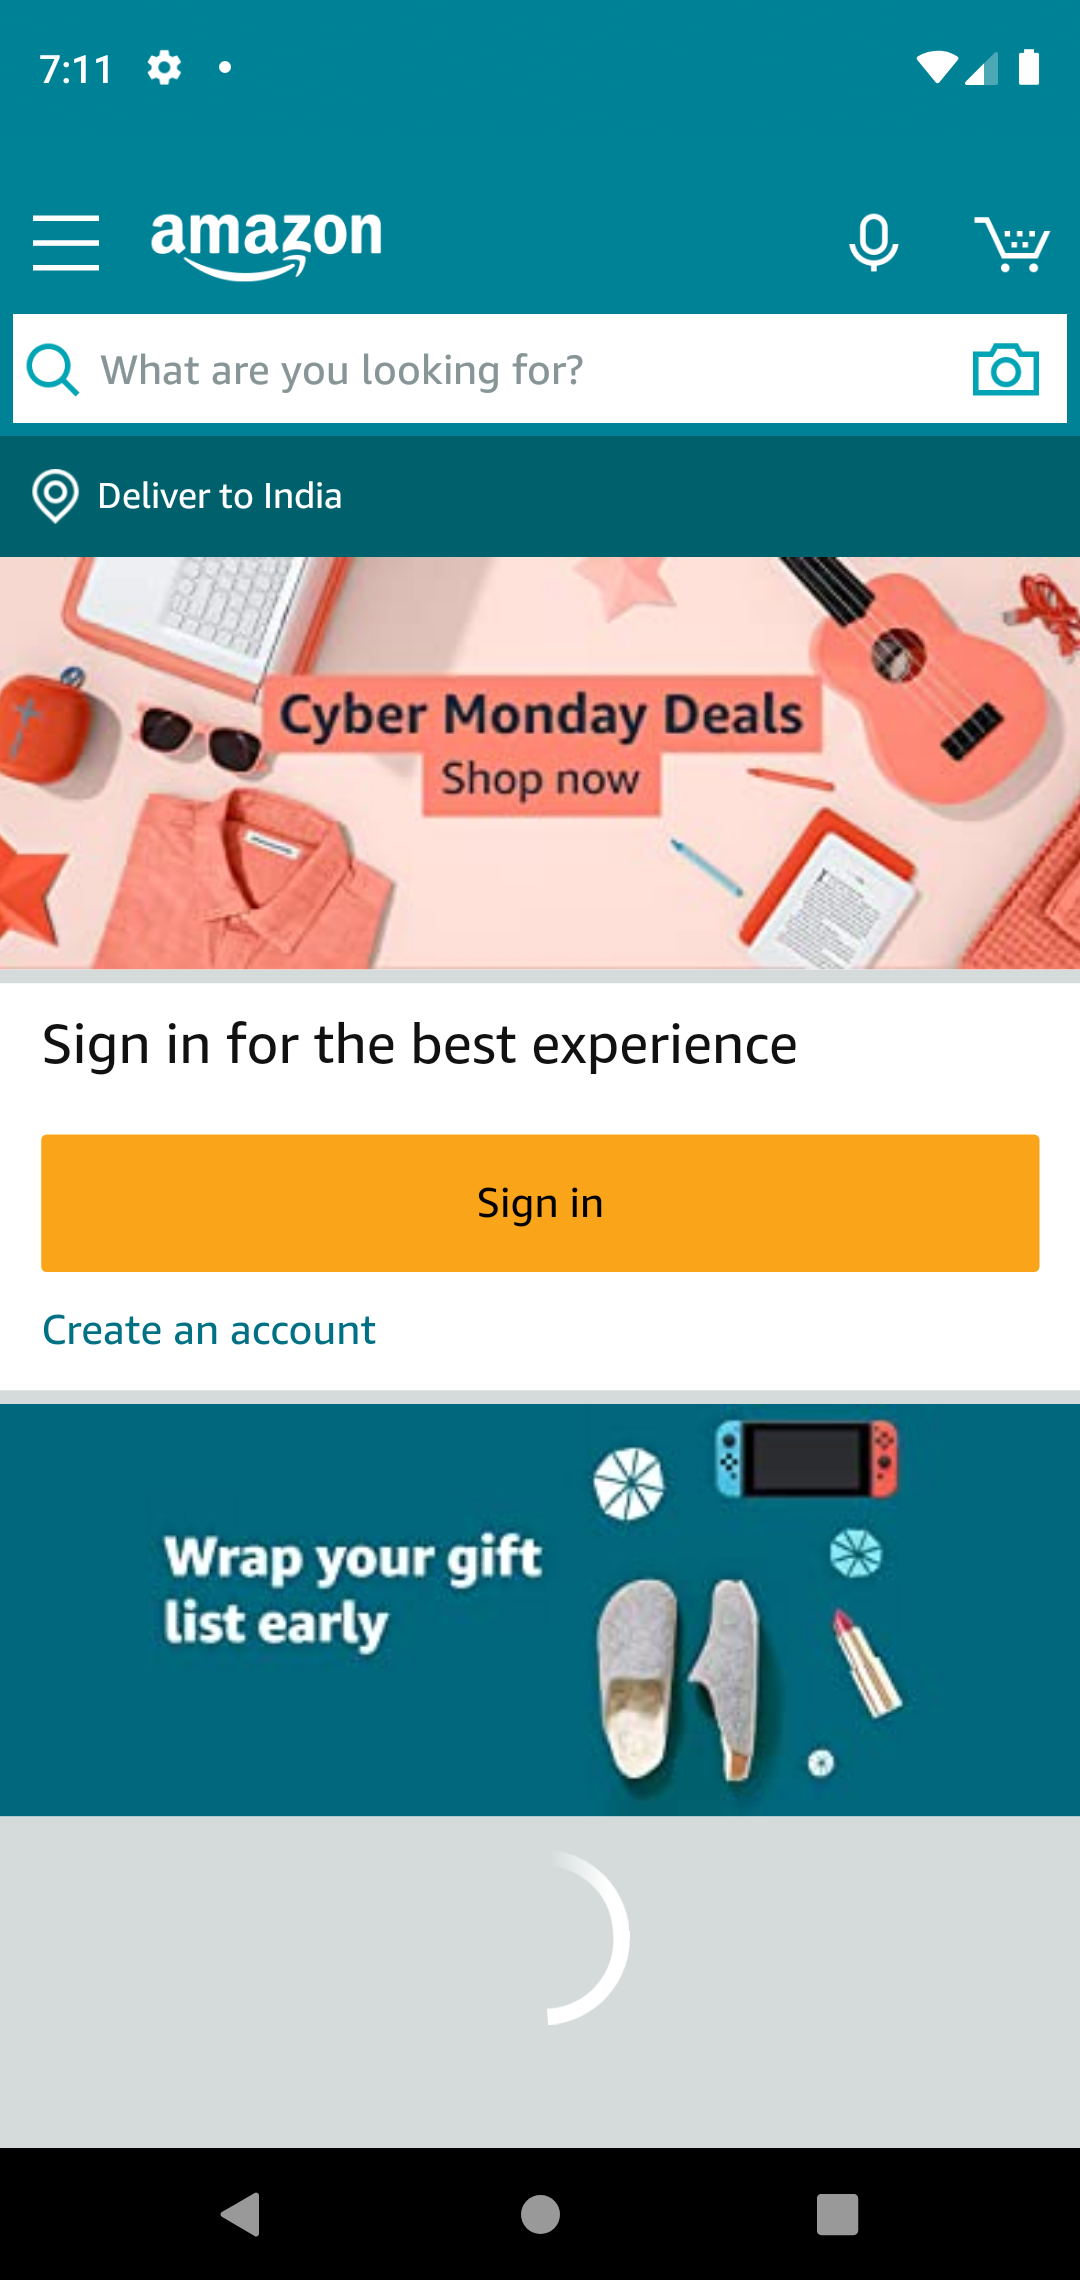 7:11
amazon
What are you looking for?
Deliver to India
Cyber Monday Deals
Shop now
Sign in for the best experience
Sign in
Create an account
Wrap your gift
list early